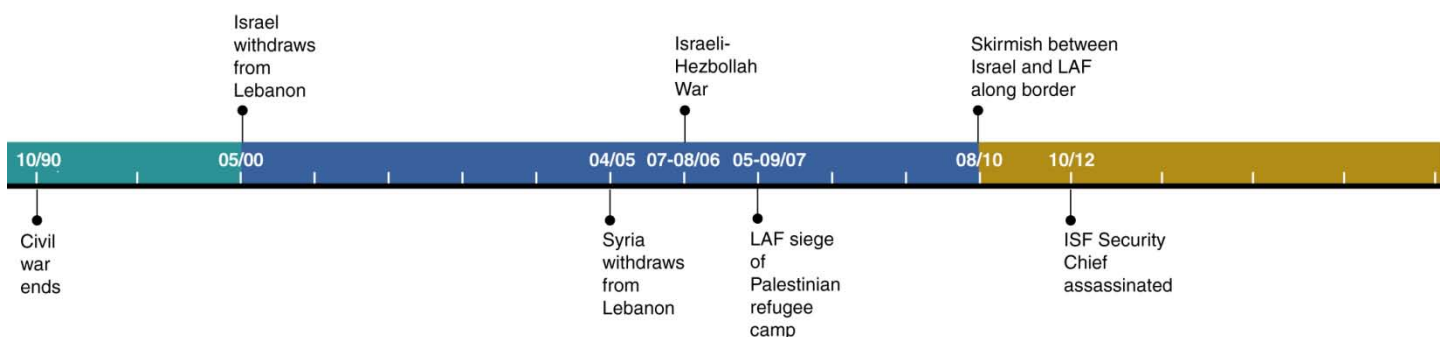 Israel
withdraws
from
Lebanon
Israeli-
Hezbollah
War
Skirmish between
Israel and LAF
along border
10/90
05/00
04/05
07-08/06
05-09/07
08/10
10/12
Civil
war
ends
Syria
withdraws
from
Lebanon
LAF siege
of
Palestinian
refugee
camp
ISF Security
Chief
assassinated